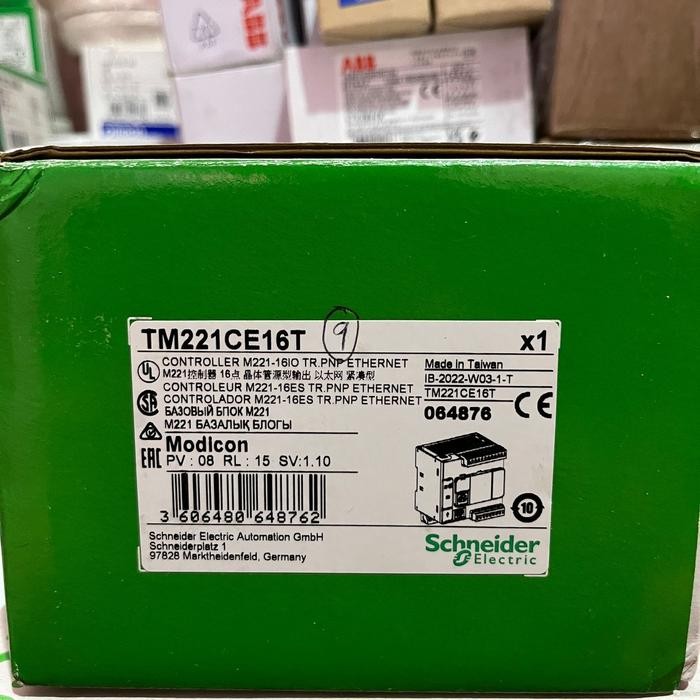 ABB
ABB
TM221CE16T
9
x1
CONTROLLER M221-16IO TR.PNP ETHERNET
M221控制器 16点 晶体管源型输出 以太网 紧凑型
CONTROLEUR M221-16ES TR.PNP ETHERNET
CONTROLADOR M221-16ES TR.PNP ETHERNET
БАЗОВЫЙ БЛОК M221
M221 БАЗАЛЫҚ БЛОГЫ
Made in Taiwan
IB-2022-W03-1-T
TM221CE16T
064876
CE
UL
EAC
Modicon
PV : 08 RL : 15 SV:1.10
10
3 606480 648762
Schneider Electric Automation GmbH
Schneiderplatz 1
97828 Marktheidenfeld, Germany
Schneider
Electric